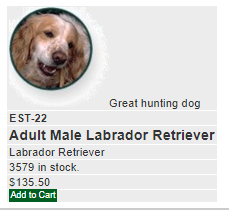 Great hunting dog
EST-22
Adult Male Labrador Retriever
Labrador Retriever
3579 in stock.
$135.50
Add to Cart